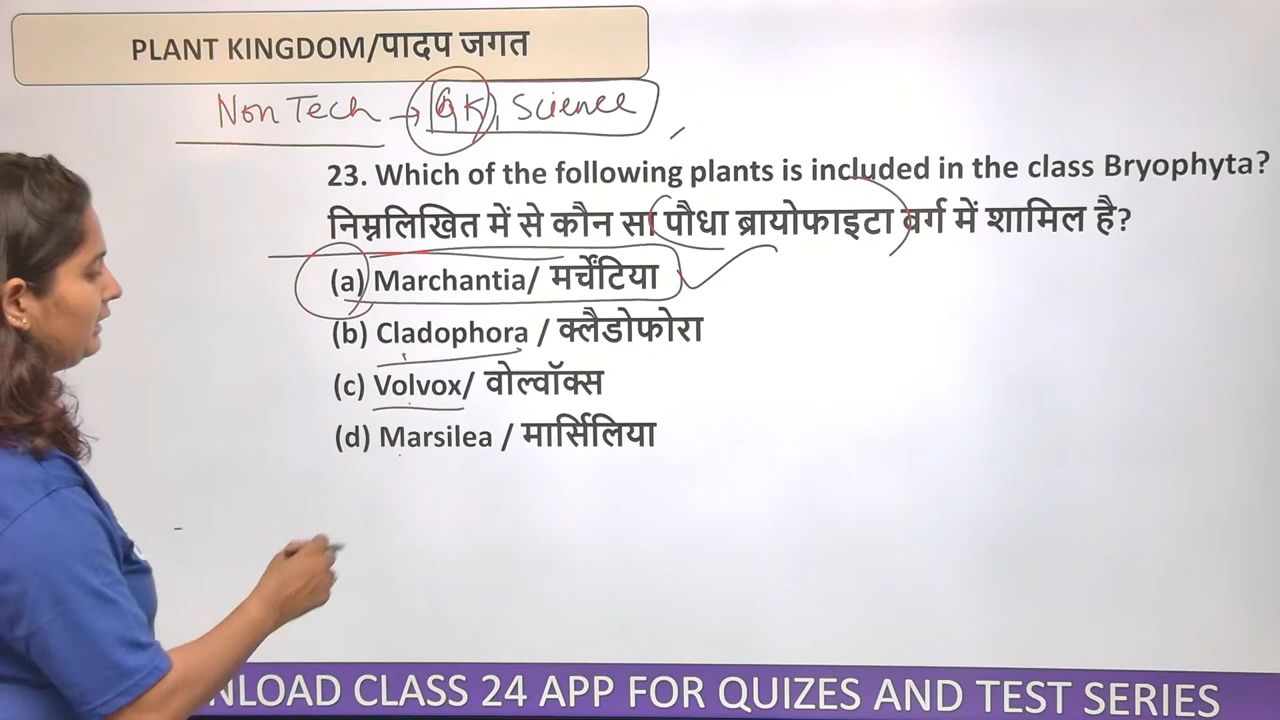 PLANT KINGDOM/पादप जगत
Non Tech → GK, Science
23. Which of the following plants is included in the class Bryophyta?
निम्नलिखित में से कौन सा पौधा ब्रायोफाइटा वर्ग में शामिल है?
(a) Marchantia/ मर्चेंटिया
(b) Cladophora / क्लैडोफोरा
(c) Volvox/ वोल्वॉक्स
(d) Marsilea / मार्सिलिया
NLOAD CLASS 24 APP FOR QUIZES AND TEST SERIES